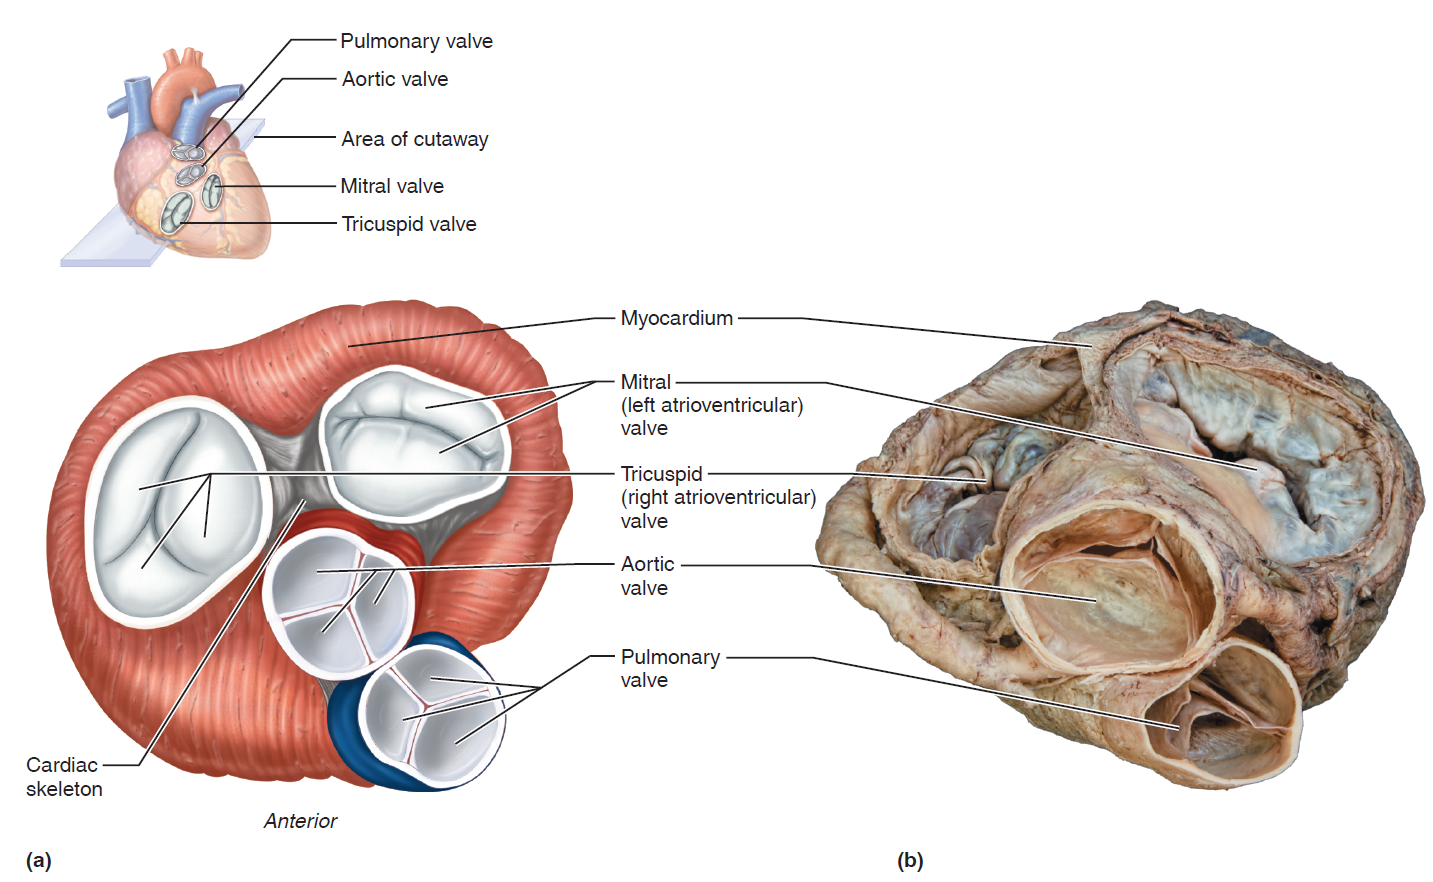 Pulmonary valve
Aortic valve
Area of cutaway
Mitral valve
Tricuspid valve
Myocardium
Mitral
(left atrioventricular)
valve
Tricuspid
(right atrioventricular)
valve
Aortic
valve
Pulmonary
valve
Cardiac
skeleton
Anterior
(a)
(b)